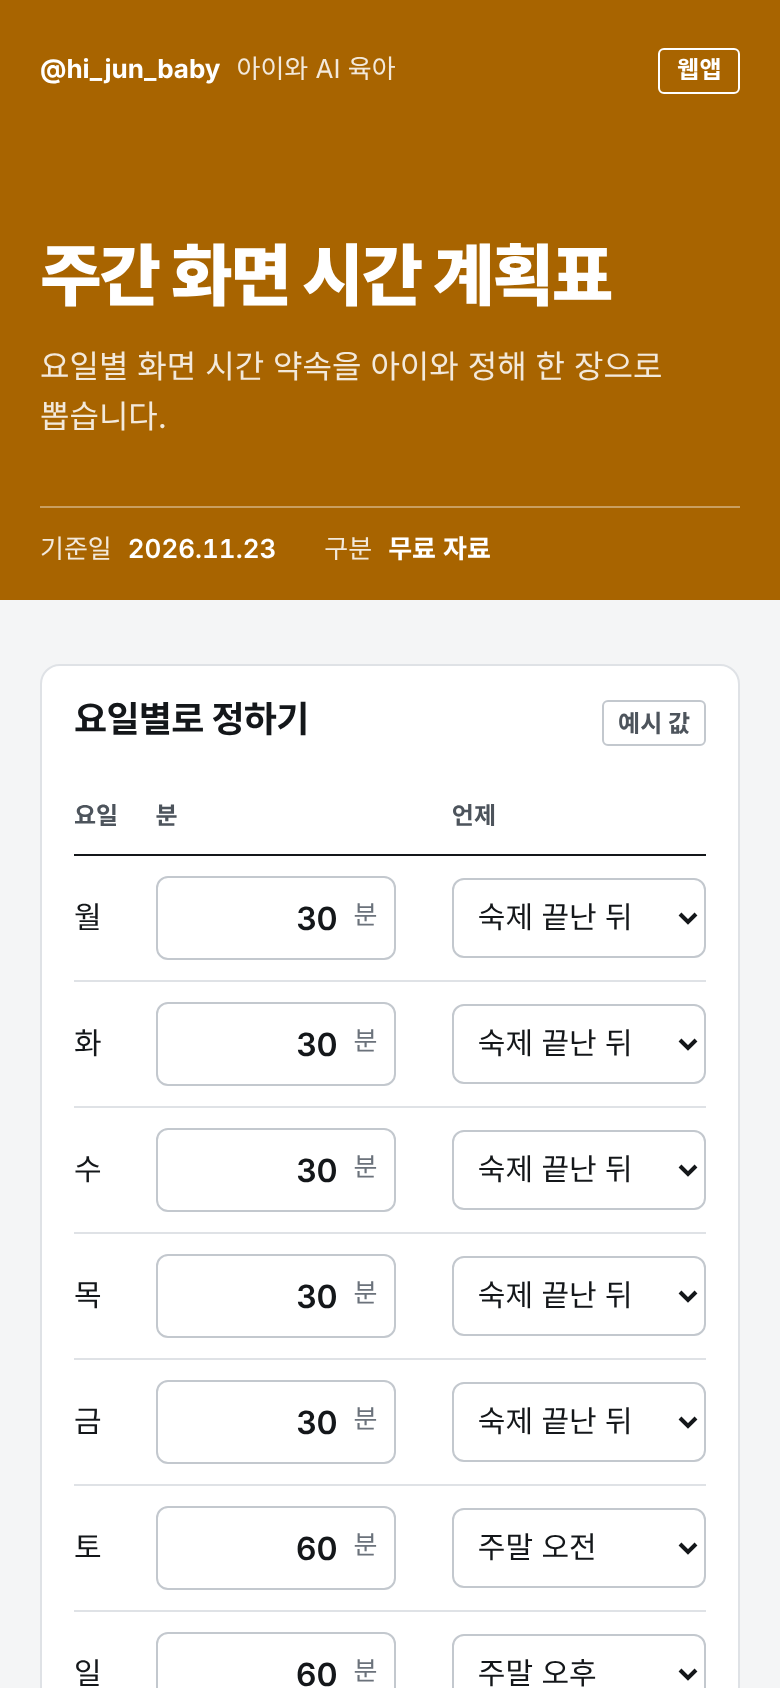 @hi_jun_baby 아이와 AI 육아 웹앱
주간 화면 시간 계획표
요일별 화면 시간 약속을 아이와 정해 한 장으로
뽑습니다.
기준일 2026.11.23 구분 무료 자료
요일별로 정하기 예시 값
요일 분 언제
월 30 분 숙제 끝난 뒤
화 30 분 숙제 끝난 뒤
수 30 분 숙제 끝난 뒤
목 30 분 숙제 끝난 뒤
금 30 분 숙제 끝난 뒤
토 60 분 주말 오전
일 60 분 주말 오후